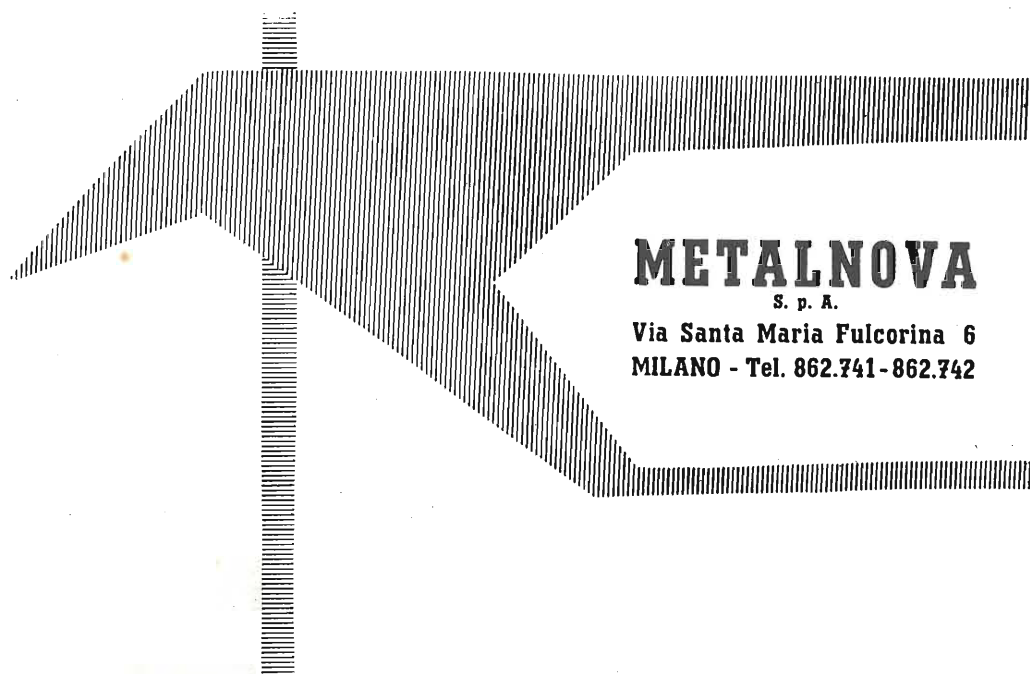 METALNOVA
S. p. A.
Via Santa Maria Fulcorina 6
MILANO - Tel. 862.741-862.742